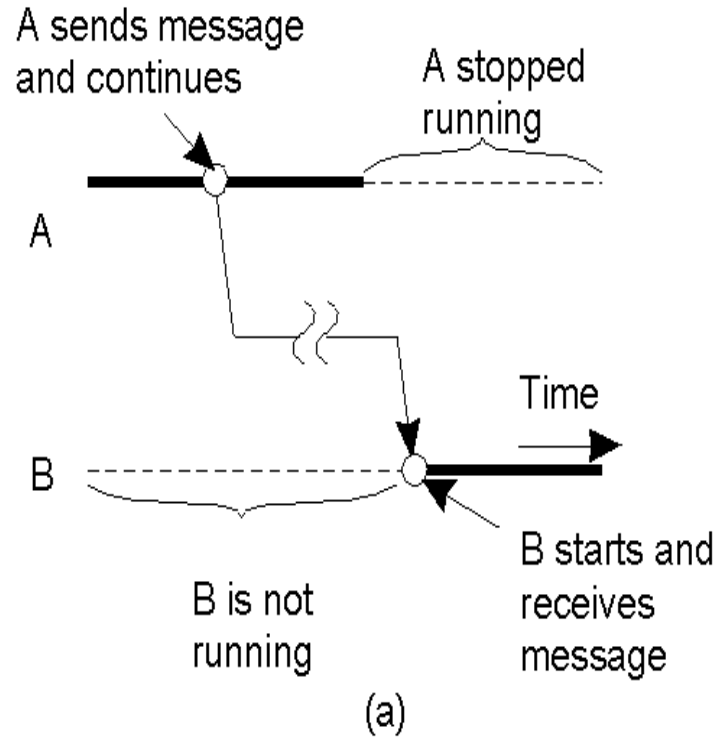 A sends message
and continues
A stopped
running
A
Time
B
B starts and
receives
message
B is not
running
(a)